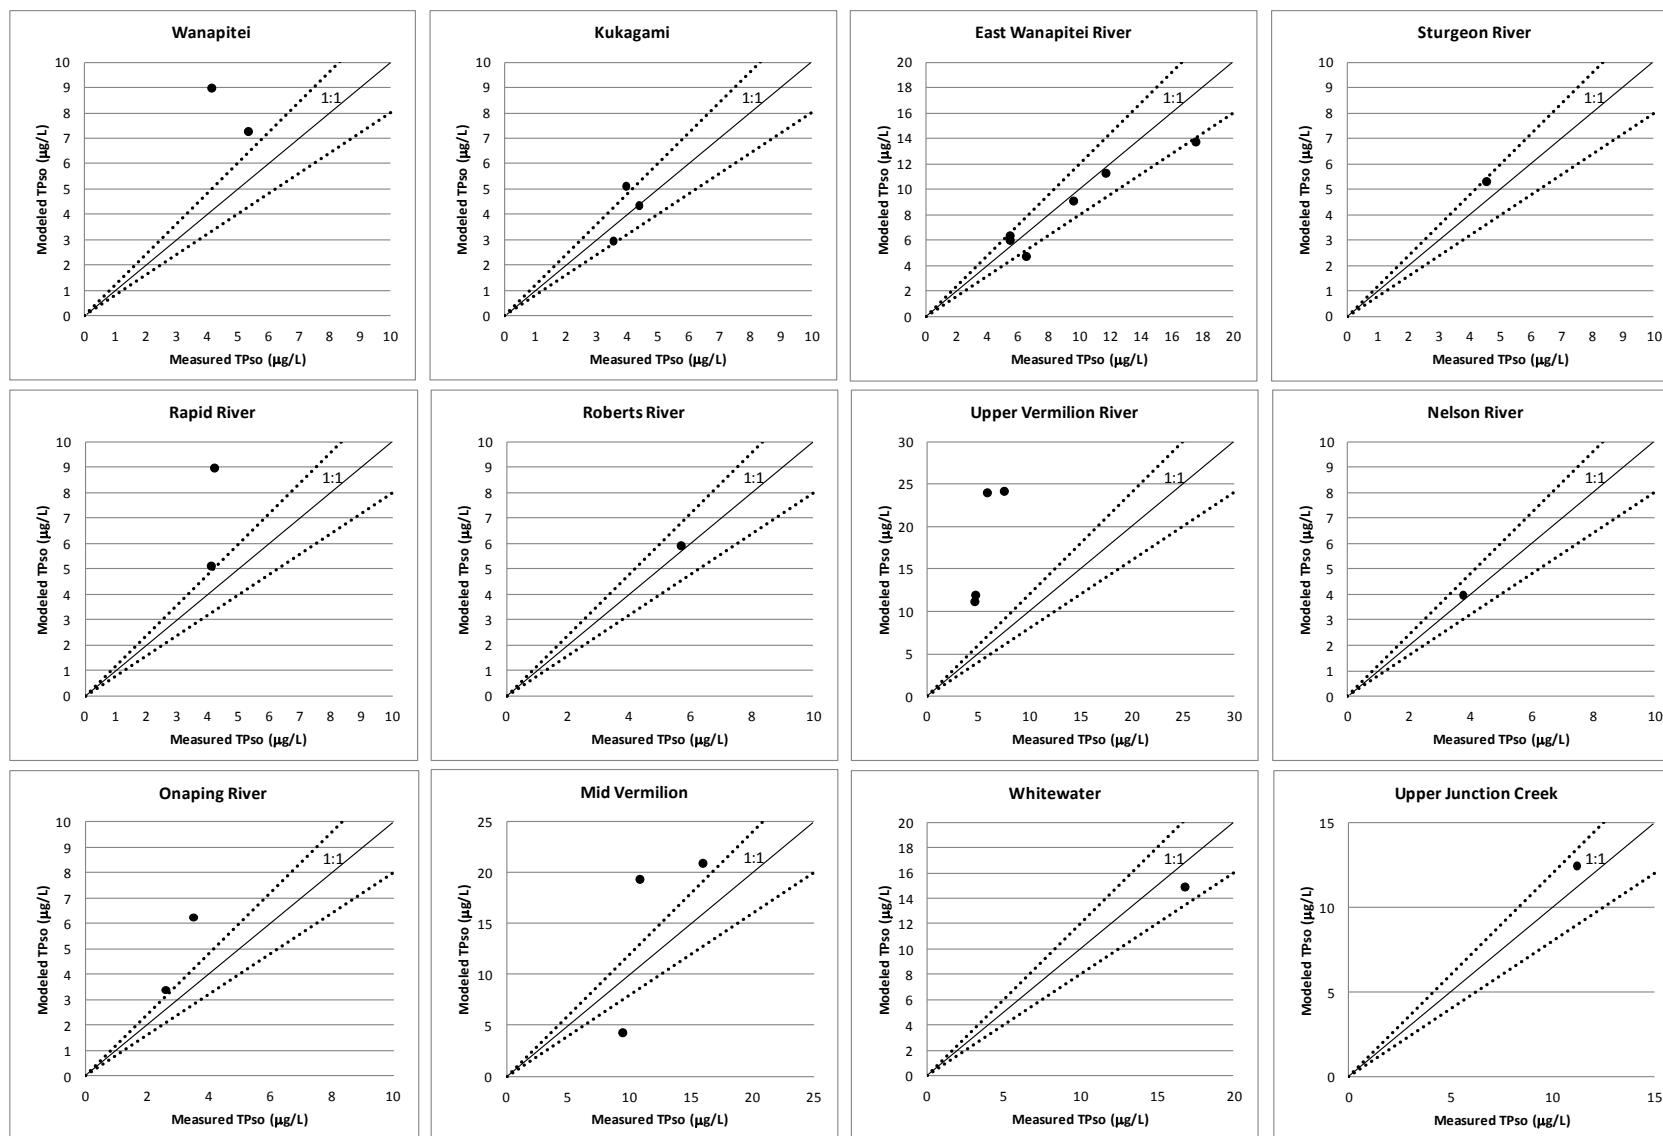 Wanapitei
10
9
8
7
6
5
4
3
2
1
0
Modeled TPso (µg/L)
1:1
0 1 2 3 4 5 6 7 8 9 10
Measured TPso (µg/L)
Kukagami
10
9
8
7
6
5
4
3
2
1
0
Modeled TPso (µg/L)
1:1
0 1 2 3 4 5 6 7 8 9 10
Measured TPso (µg/L)
East Wanapitei River
20
18
16
14
12
10
8
6
4
2
0
Modeled TPso (µg/L)
1:1
0 2 4 6 8 10 12 14 16 18 20
Measured TPso (µg/L)
Sturgeon River
10
9
8
7
6
5
4
3
2
1
0
Modeled TPso (µg/L)
1:1
0 1 2 3 4 5 6 7 8 9 10
Measured TPso (µg/L)
Rapid River
10
9
8
7
6
5
4
3
2
1
0
Modeled TPso (µg/L)
1:1
0 1 2 3 4 5 6 7 8 9 10
Measured TPso (µg/L)
Roberts River
10
9
8
7
6
5
4
3
2
1
0
Modeled TPso (µg/L)
1:1
0 2 4 6 8 10
Measured TPso (µg/L)
Upper Vermilion River
30
25
20
15
10
5
0
Modeled TPso (µg/L)
1:1
0 5 10 15 20 25 30
Measured TPso (µg/L)
Nelson River
10
9
8
7
6
5
4
3
2
1
0
Modeled TPso (µg/L)
1:1
0 2 4 6 8 10
Measured TPso (µg/L)
Onaping River
10
9
8
7
6
5
4
3
2
1
0
Modeled TPso (µg/L)
1:1
0 2 4 6 8 10
Measured TPso (µg/L)
Mid Vermilion
25
20
15
10
5
0
Modeled TPso (µg/L)
1:1
0 5 10 15 20 25
Measured TPso (µg/L)
Whitewater
20
18
16
14
12
10
8
6
4
2
0
Modeled TPso (µg/L)
1:1
0 5 10 15 20
Measured TPso (µg/L)
Upper Junction Creek
15
10
5
0
Modeled TPso (µg/L)
1:1
0 5 10 15
Measured TPso (µg/L)